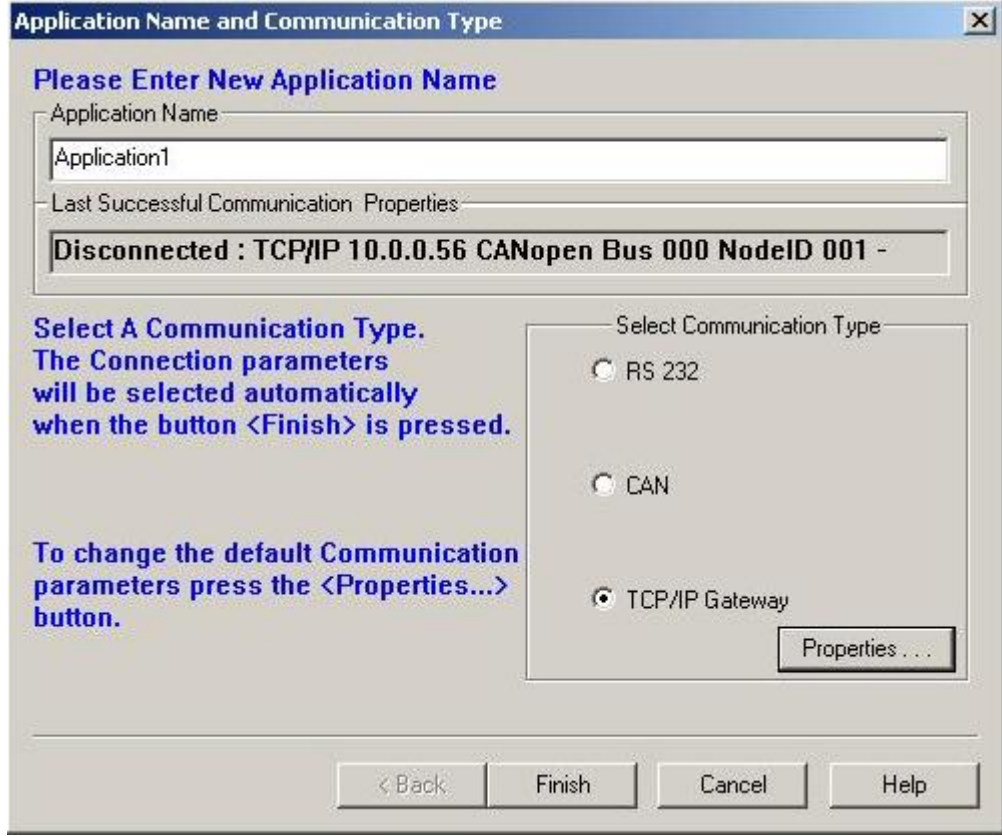 Application Name and Communication Type
Please Enter New Application Name
Application Name
Application1
Last Successful Communication Properties
Disconnected : TCP/IP 10.0.0.56 CANopen Bus 000 NodeID 001 -
Select A Communication Type.
The Connection parameters
will be selected automatically
when the button <Finish> is pressed.
To change the default Communication
parameters press the <Properties...>
button.
Select Communication Type
RS 232
CAN
TCP/IP Gateway
Properties . . .
< Back
Finish
Cancel
Help